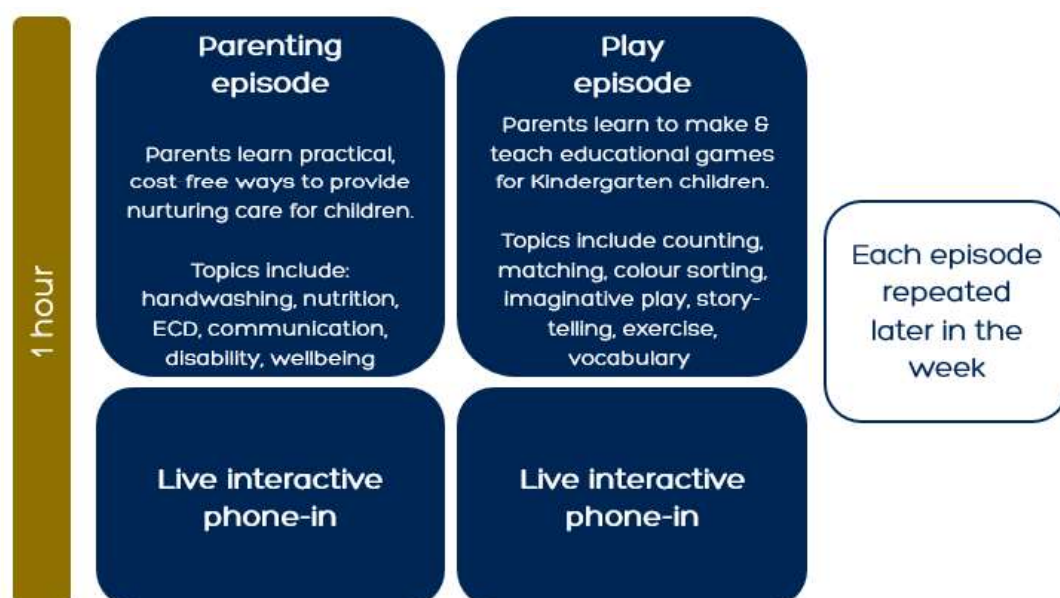 1 hour
Parenting
episode
Parents learn practical,
cost free ways to provide
nurturing care for children.
Topics include:
handwashing, nutrition,
ECD, communication,
disability, wellbeing
Play
episode
Parents learn to make &
teach educational games
for Kindergarten children.
Topics include counting,
matching, colour sorting,
imaginative play, story-
telling, exercise,
vocabulary
Each episode
repeated
later in the
week
Live interactive
phone-in
Live interactive
phone-in